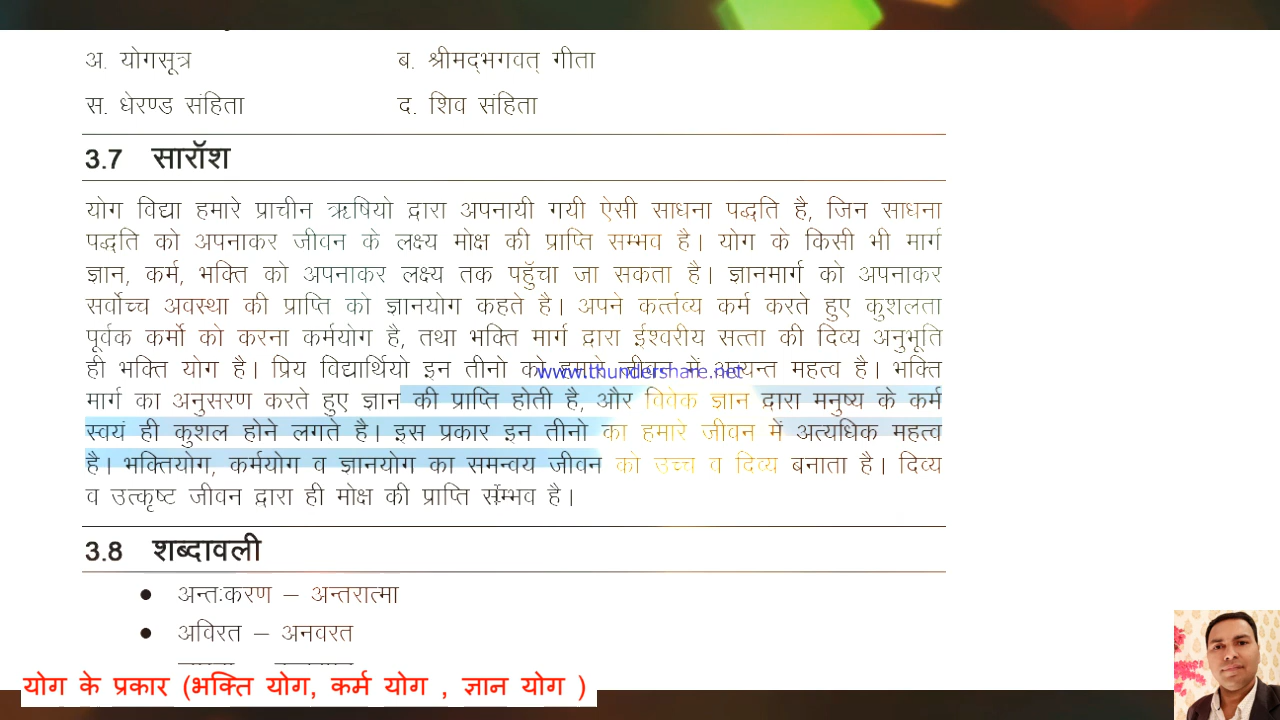 अ. योगसूत्र ब. श्रीमद्भगवत् गीता
स. धेरण्ड संहिता द. शिव संहिता
3.7 सारॉश
योग विद्या हमारे प्राचीन ऋषियो द्वारा अपनायी गयी ऐसी साधना पद्धति है, जिन साधना
पद्धति को अपनाकर जीवन के लक्ष्य मोक्ष की प्राप्ति सम्भव है। योग के किसी भी मार्ग
ज्ञान, कर्म, भक्ति को अपनाकर लक्ष्य तक पहुॅचा जा सकता है। ज्ञानमार्ग को अपनाकर
सर्वोच्च अवस्था की प्राप्ति को ज्ञानयोग कहते है। अपने कर्त्तव्य कर्म करते हुए कुशलता
पूर्वक कर्मो को करना कर्मयोग है, तथा भक्ति मार्ग द्वारा ईश्वरीय सत्ता की दिव्य अनुभूति
ही भक्ति योग है। प्रिय विद्यार्थियो इन तीनो को हमारे जीवन में अत्यन्त महत्व है। भक्ति
www.thundershare.net
मार्ग का अनुसरण करते हुए ज्ञान की प्राप्ति होती है, और विवेक ज्ञान द्वारा मनुष्य के कर्म
स्वयं ही कुशल होने लगते है। इस प्रकार इन तीनो का हमारे जीवन में अत्यधिक महत्व
है। भक्तियोग, कर्मयोग व ज्ञानयोग का समन्वय जीवन को उच्च व दिव्य बनाता है। दिव्य
व उत्कृष्ट जीवन द्वारा ही मोक्ष की प्राप्ति सम्भव है।
3.8 शब्दावली
● अन्तःकरण – अन्तरात्मा
● अविरत – अनवरत
योग के प्रकार (भक्ति योग, कर्म योग , ज्ञान योग )